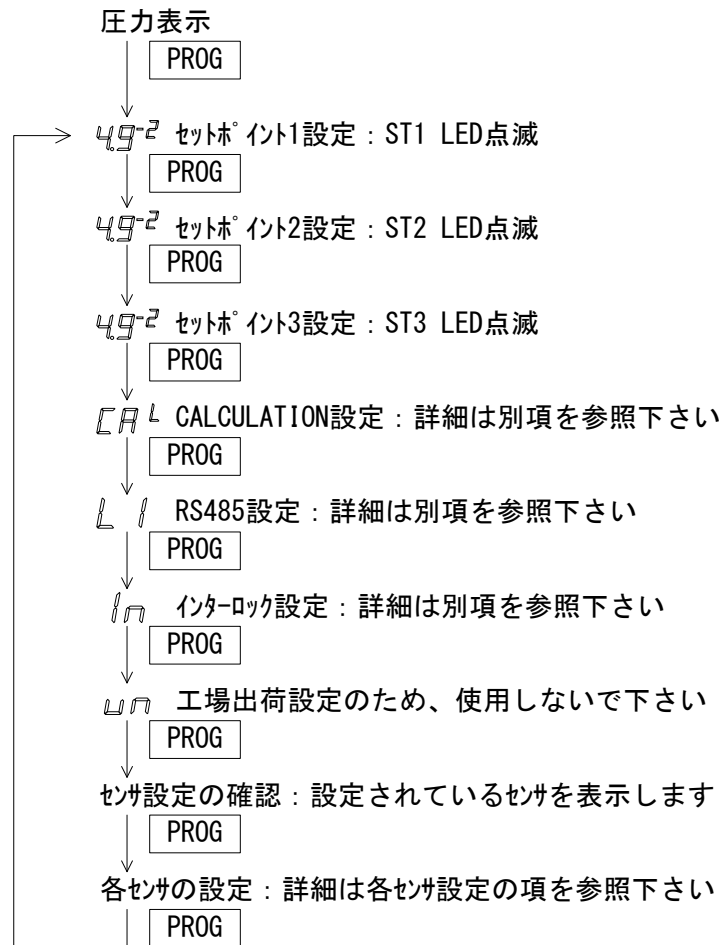 圧力表示
PROG
4.9-2 ｾｯﾄﾎﾟｲﾝﾄ1設定：ST1 LED点滅
PROG
4.9-2 ｾｯﾄﾎﾟｲﾝﾄ2設定：ST2 LED点滅
PROG
4.9-2 ｾｯﾄﾎﾟｲﾝﾄ3設定：ST3 LED点滅
PROG
CAL CALCULATION設定：詳細は別項を参照下さい
PROG
L1 RS485設定：詳細は別項を参照下さい
PROG
In ｲﾝﾀｰﾛｯｸ設定：詳細は別項を参照下さい
PROG
un 工場出荷設定のため、使用しないで下さい
PROG
ｾﾝｻ設定の確認：設定されているｾﾝｻを表示します
PROG
各ｾﾝｻの設定：詳細は各ｾﾝｻ設定の項を参照下さい
PROG